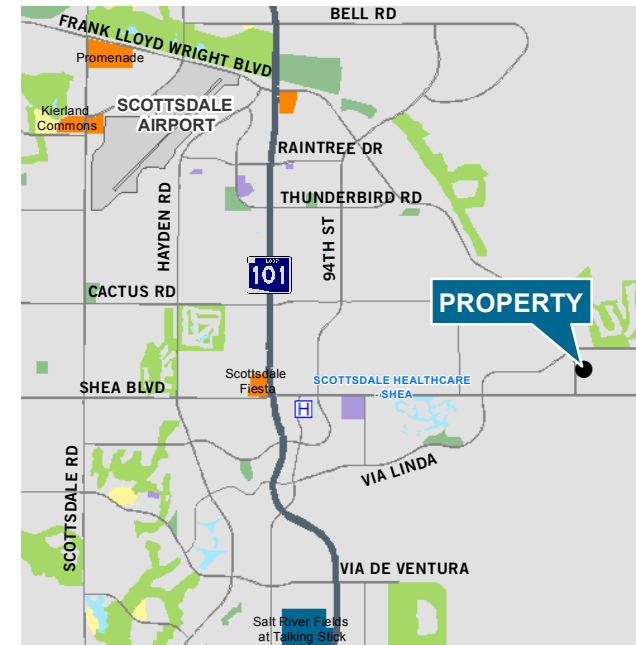 BELL RD
FRANK LLOYD WRIGHT BLVD
Promenade
Kierland
Commons
SCOTTSDALE
AIRPORT
RAINTREE DR
THUNDERBIRD RD
HAYDEN RD
94TH ST
LOOP
101
CACTUS RD
PROPERTY
Scottsdale
Fiesta
SHEA BLVD
SCOTTSDALE HEALTHCARE
- SHEA
H
VIA LINDA
SCOTTSDALE RD
VIA DE VENTURA
Salt River Fields
at Talking Stick